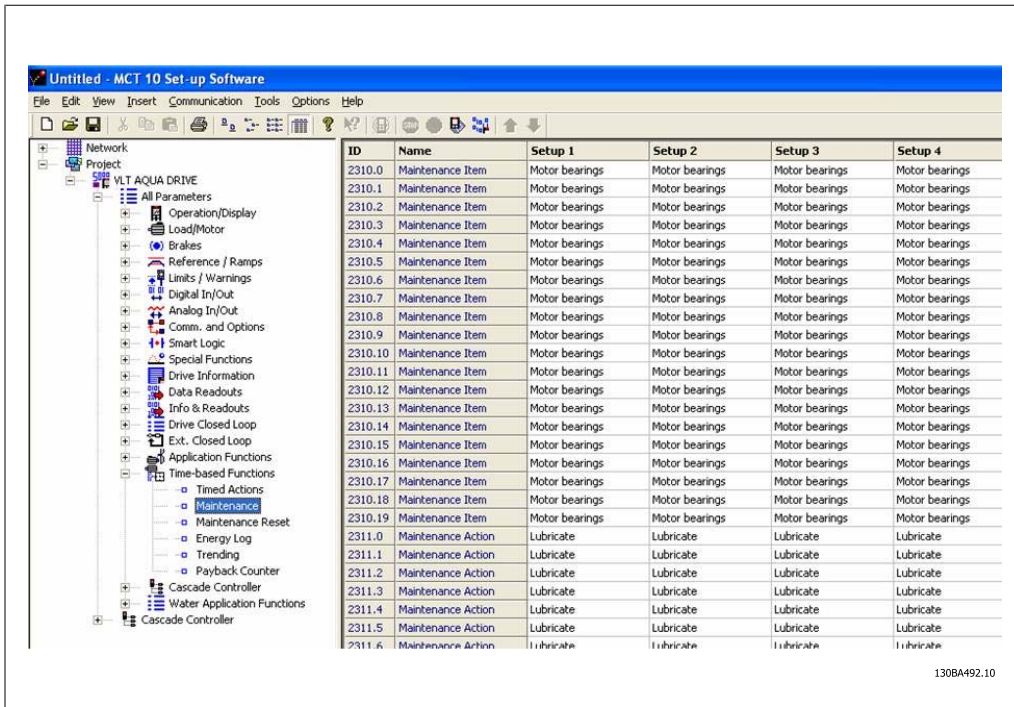 Untitled - MCT 10 Set-up Software
File Edit View Insert Communication Tools Options Help
Network
Project
VLT AQUA DRIVE
All Parameters
Operation/Display
Load/Motor
Brakes
Reference / Ramps
Limits / Warnings
Digital In/Out
Analog In/Out
Comm. and Options
Smart Logic
Special Functions
Drive Information
Data Readouts
Info & Readouts
Drive Closed Loop
Ext. Closed Loop
Application Functions
Time-based Functions
Timed Actions
Maintenance
Maintenance Reset
Energy Log
Trending
Payback Counter
Cascade Controller
Water Application Functions
Cascade Controller
ID Name Setup 1 Setup 2 Setup 3 Setup 4
2310.0 Maintenance Item Motor bearings Motor bearings Motor bearings Motor bearings
2310.1 Maintenance Item Motor bearings Motor bearings Motor bearings Motor bearings
2310.2 Maintenance Item Motor bearings Motor bearings Motor bearings Motor bearings
2310.3 Maintenance Item Motor bearings Motor bearings Motor bearings Motor bearings
2310.4 Maintenance Item Motor bearings Motor bearings Motor bearings Motor bearings
2310.5 Maintenance Item Motor bearings Motor bearings Motor bearings Motor bearings
2310.6 Maintenance Item Motor bearings Motor bearings Motor bearings Motor bearings
2310.7 Maintenance Item Motor bearings Motor bearings Motor bearings Motor bearings
2310.8 Maintenance Item Motor bearings Motor bearings Motor bearings Motor bearings
2310.9 Maintenance Item Motor bearings Motor bearings Motor bearings Motor bearings
2310.10 Maintenance Item Motor bearings Motor bearings Motor bearings Motor bearings
2310.11 Maintenance Item Motor bearings Motor bearings Motor bearings Motor bearings
2310.12 Maintenance Item Motor bearings Motor bearings Motor bearings Motor bearings
2310.13 Maintenance Item Motor bearings Motor bearings Motor bearings Motor bearings
2310.14 Maintenance Item Motor bearings Motor bearings Motor bearings Motor bearings
2310.15 Maintenance Item Motor bearings Motor bearings Motor bearings Motor bearings
2310.16 Maintenance Item Motor bearings Motor bearings Motor bearings Motor bearings
2310.17 Maintenance Item Motor bearings Motor bearings Motor bearings Motor bearings
2310.18 Maintenance Item Motor bearings Motor bearings Motor bearings Motor bearings
2310.19 Maintenance Item Motor bearings Motor bearings Motor bearings Motor bearings
2311.0 Maintenance Action Lubricate Lubricate Lubricate Lubricate
2311.1 Maintenance Action Lubricate Lubricate Lubricate Lubricate
2311.2 Maintenance Action Lubricate Lubricate Lubricate Lubricate
2311.3 Maintenance Action Lubricate Lubricate Lubricate Lubricate
2311.4 Maintenance Action Lubricate Lubricate Lubricate Lubricate
2311.5 Maintenance Action Lubricate Lubricate Lubricate Lubricate
2311.6 Maintenance Action Lubricate Lubricate Lubricate Lubricate
130BA492.10